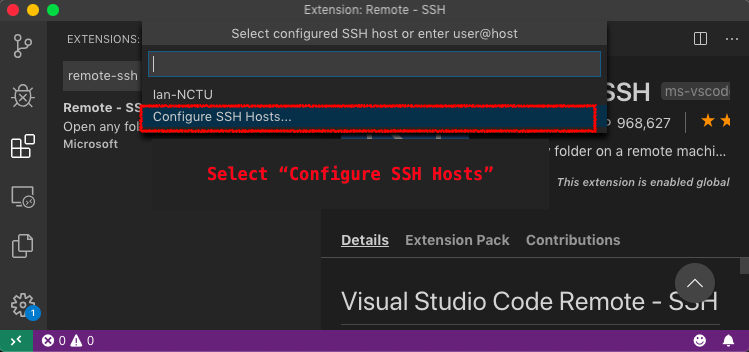 Extension: Remote - SSH
Select configured SSH host or enter user@host
EXTENSIONS:
remote-ssh
lan-NCTU
Configure SSH Hosts...
SSH
ms-vscod
Remote - SS
968,627
Open any fol
Microsoft
folder on a remote machi...
This extension is enabled global
Select “Configure SSH Hosts”
Details
Extension Pack
Contributions
Visual Studio Code Remote - SSH
1
0
0